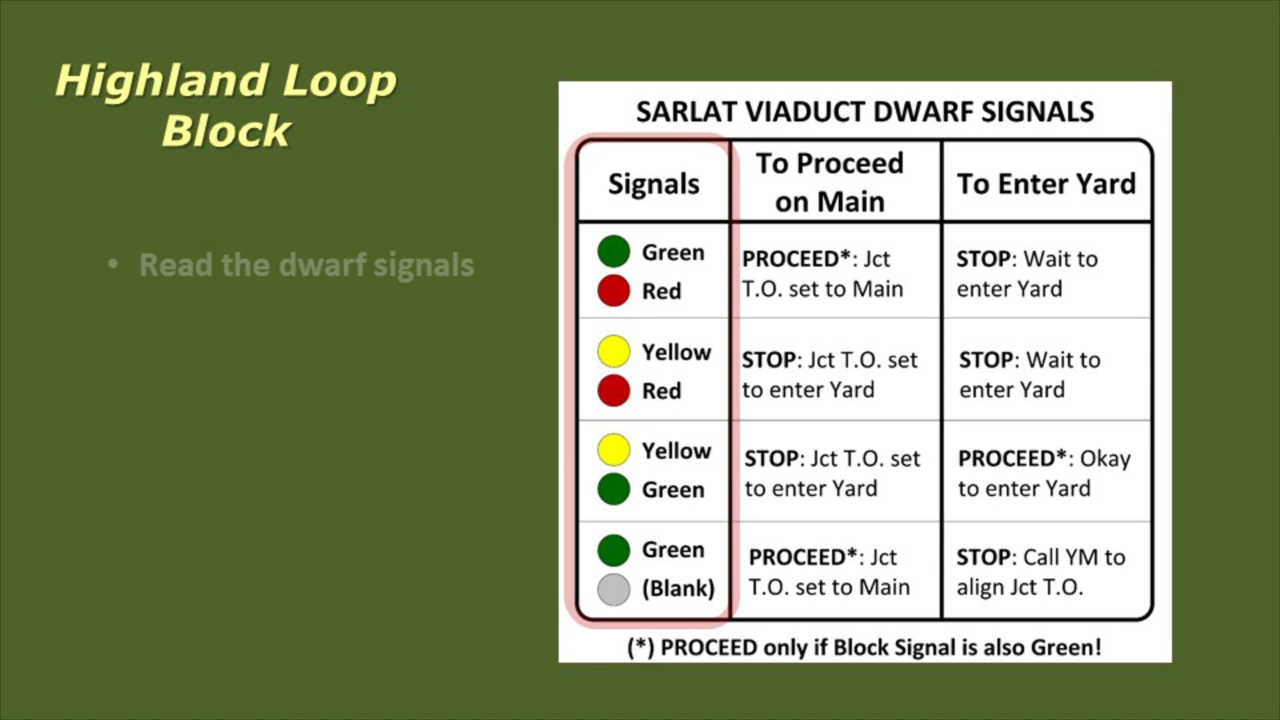 Highland Loop
Block
• Read the dwarf signals
SARLAT VIADUCT DWARF SIGNALS
Signals
To Proceed
on Main
To Enter Yard
Green
Red
PROCEED*: Jct
T.O. set to Main
STOP: Wait to
enter Yard
Yellow
Red
STOP: Jct T.O. set
to enter Yard
STOP: Wait to
enter Yard
Yellow
Green
STOP: Jct T.O. set
to enter Yard
PROCEED*: Okay
to enter Yard
Green
(Blank)
PROCEED*: Jct
T.O. set to Main
STOP: Call YM to
align Jct T.O.
(*) PROCEED only if Block Signal is also Green!